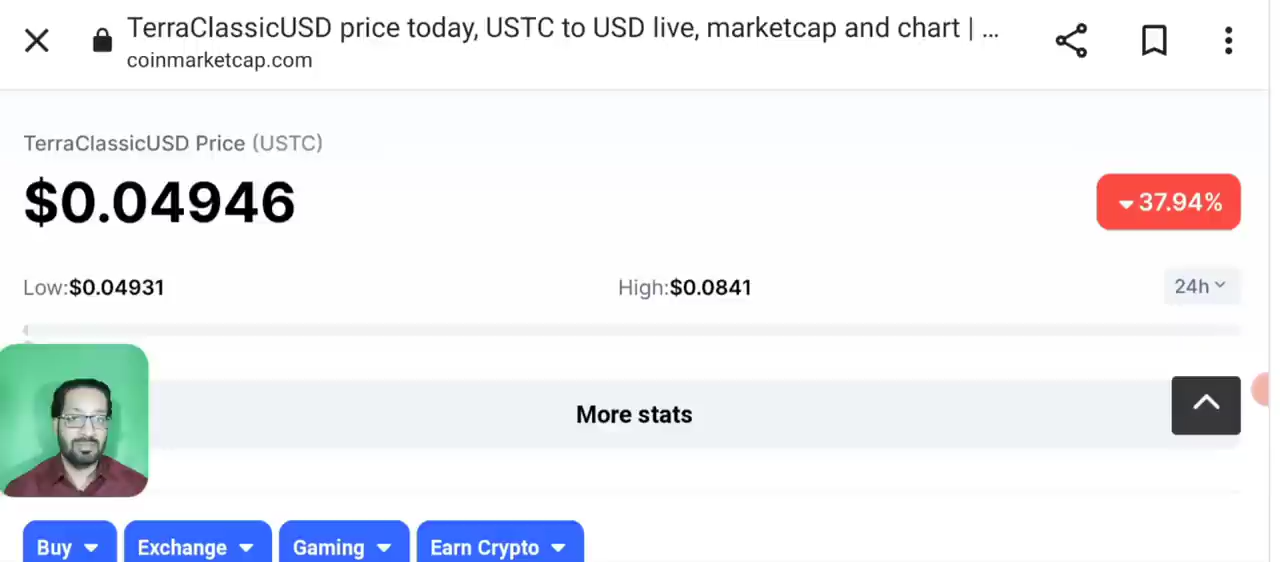 TerraClassicUSD price today, USTC to USD live, marketcap and chart | ...
coinmarketcap.com
TerraClassicUSD Price (USTC)
$0.04946
37.94%
Low:$0.04931
High:$0.0841
24h
More stats
Buy
Exchange
Gaming
Earn Crypto